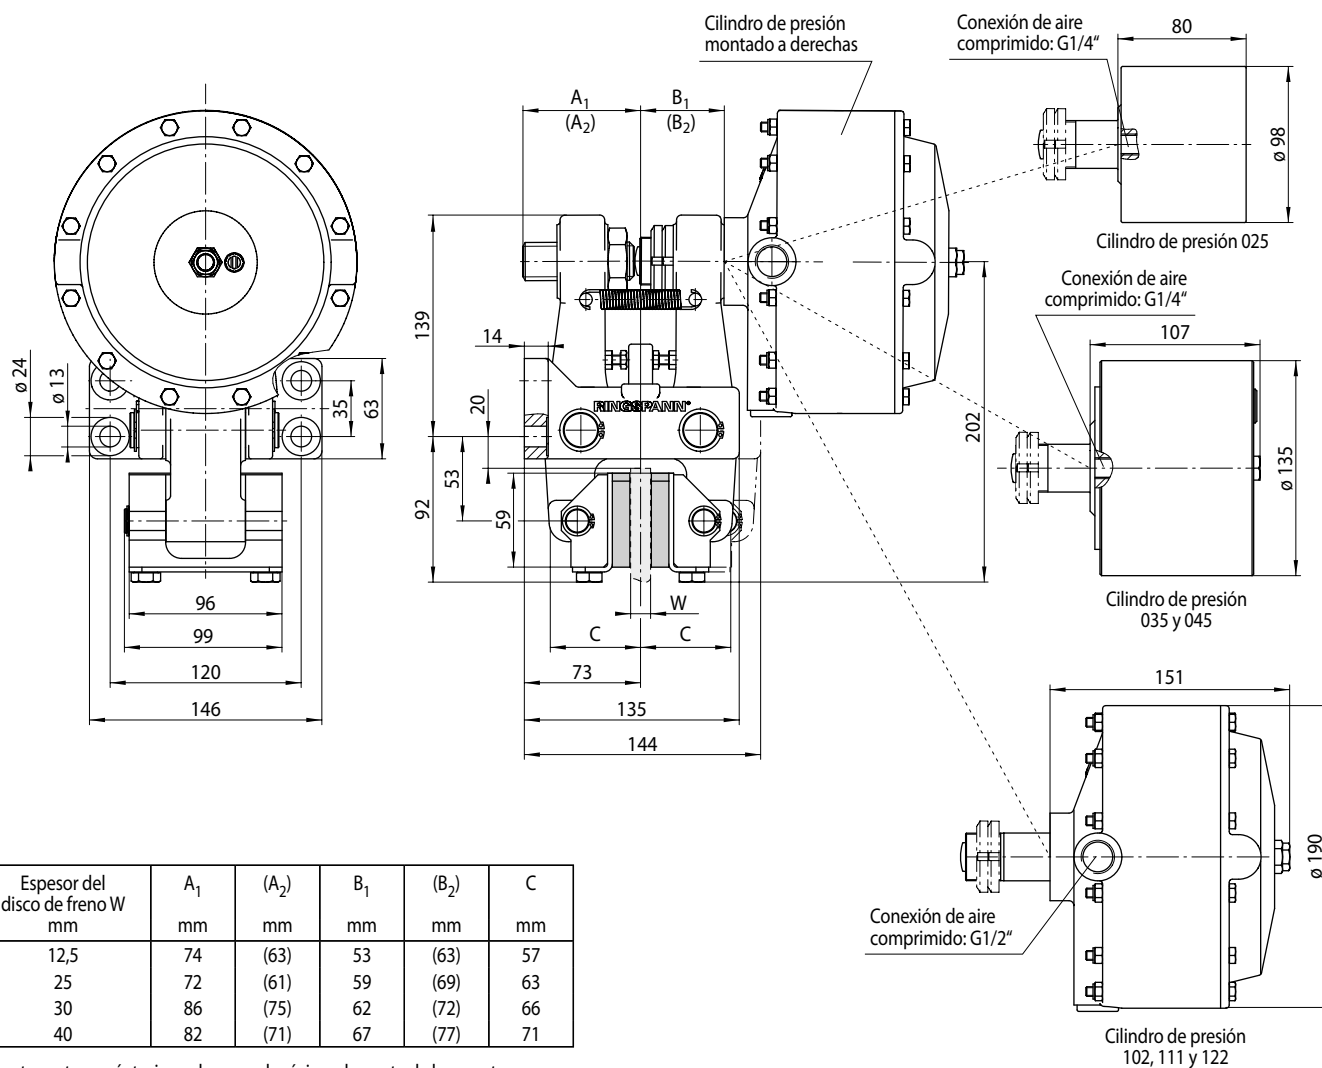 Cilindro de presión
montado a derechas
Conexión de aire
comprimido: G1/4“
80
ø 98
Cilindro de presión 025
A1
(A2)
B1
(B2)
139
14
20
53
59
92
202
RINGSPANN®
W
C
C
73
135
144
ø 24
ø 13
35
63
96
99
120
146
Conexión de aire
comprimido: G1/4“
107
ø 135
Cilindro de presión
035 y 045
151
ø 190
Conexión de aire
comprimido: G1/2“
Cilindro de presión
102, 111 y 122
Espesor del
disco de freno W
mm
A1
mm
(A2)
mm
B1
mm
(B2)
mm
C
mm
12,5 74 (63) 53 (63) 57
25 72 (61) 59 (69) 63
30 86 (75) 62 (72) 66
40 82 (71) 67 (77) 71